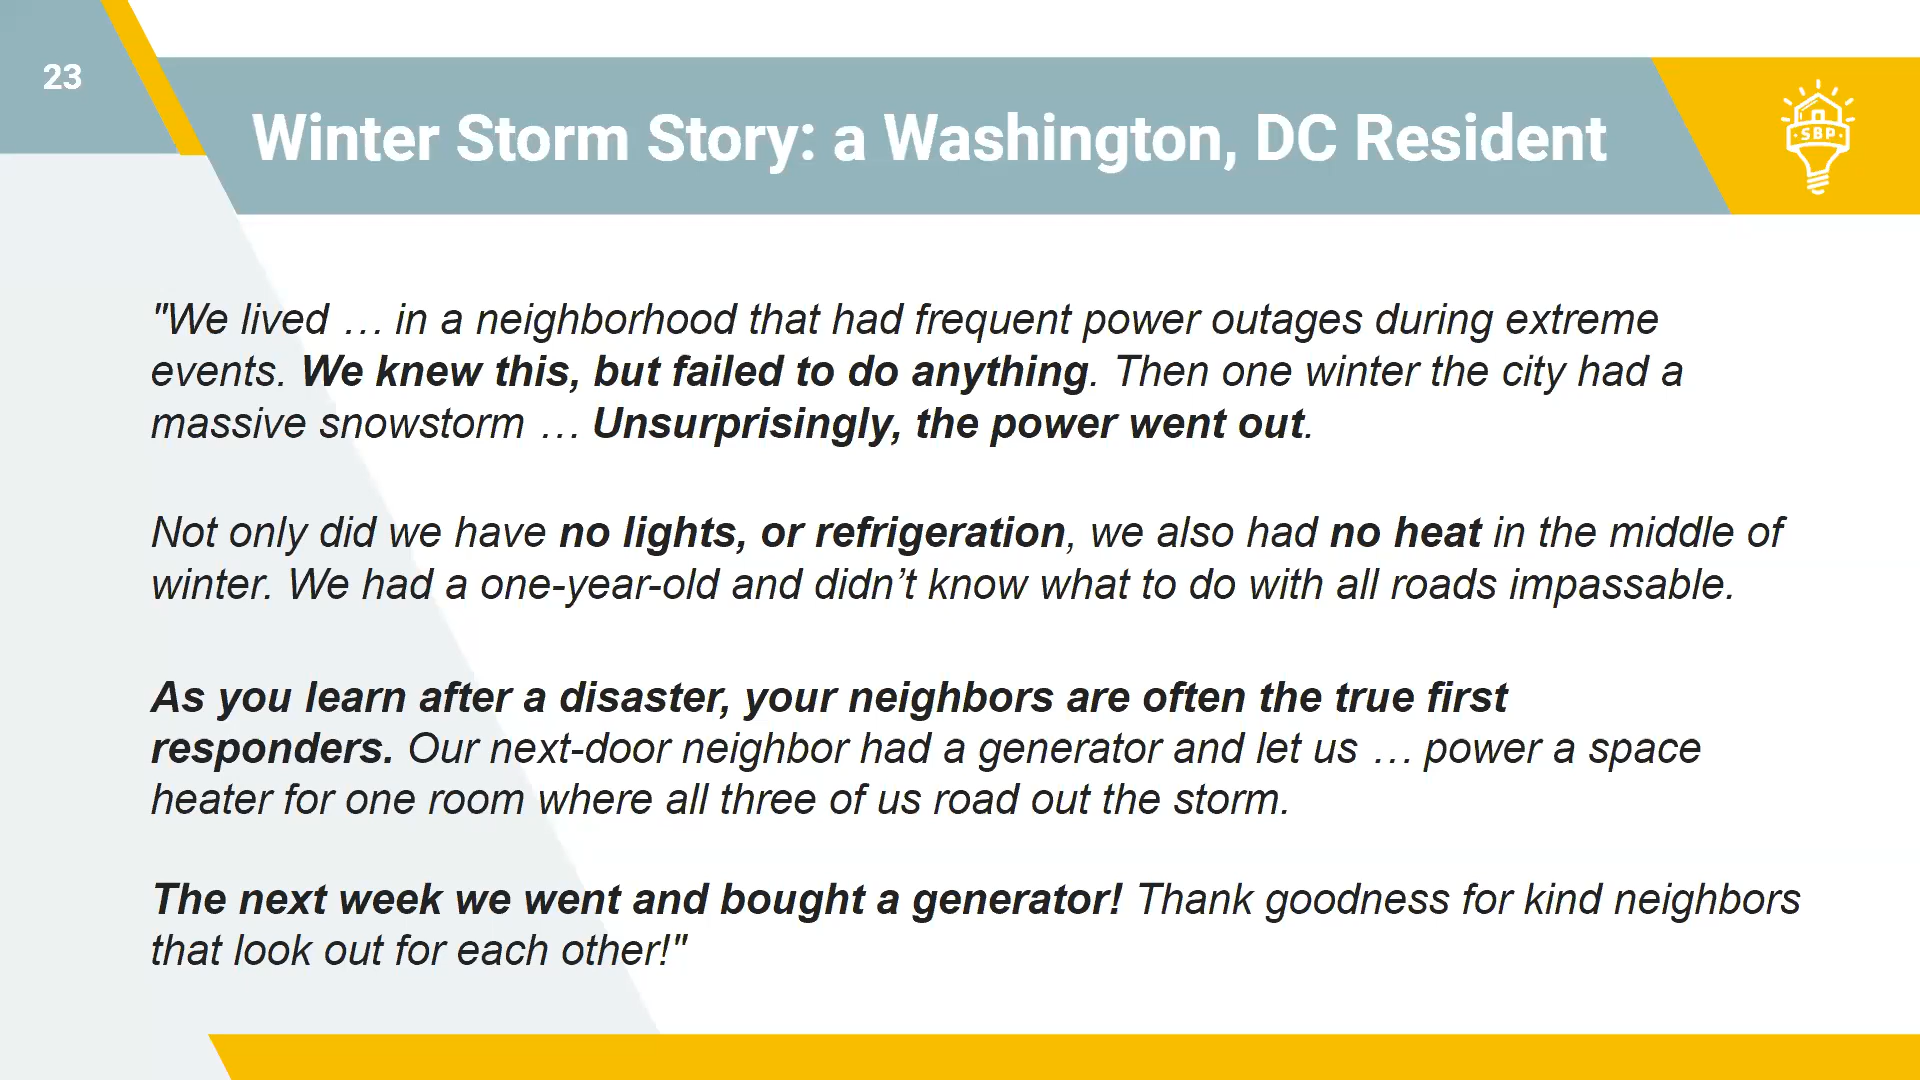 23
Winter Storm Story: a Washington, DC Resident
SBP
"We lived … in a neighborhood that had frequent power outages during extreme
events. We knew this, but failed to do anything. Then one winter the city had a
massive snowstorm … Unsurprisingly, the power went out.
Not only did we have no lights, or refrigeration, we also had no heat in the middle of
winter. We had a one-year-old and didn’t know what to do with all roads impassable.
As you learn after a disaster, your neighbors are often the true first
responders. Our next-door neighbor had a generator and let us … power a space
heater for one room where all three of us road out the storm.
The next week we went and bought a generator! Thank goodness for kind neighbors
that look out for each other!"